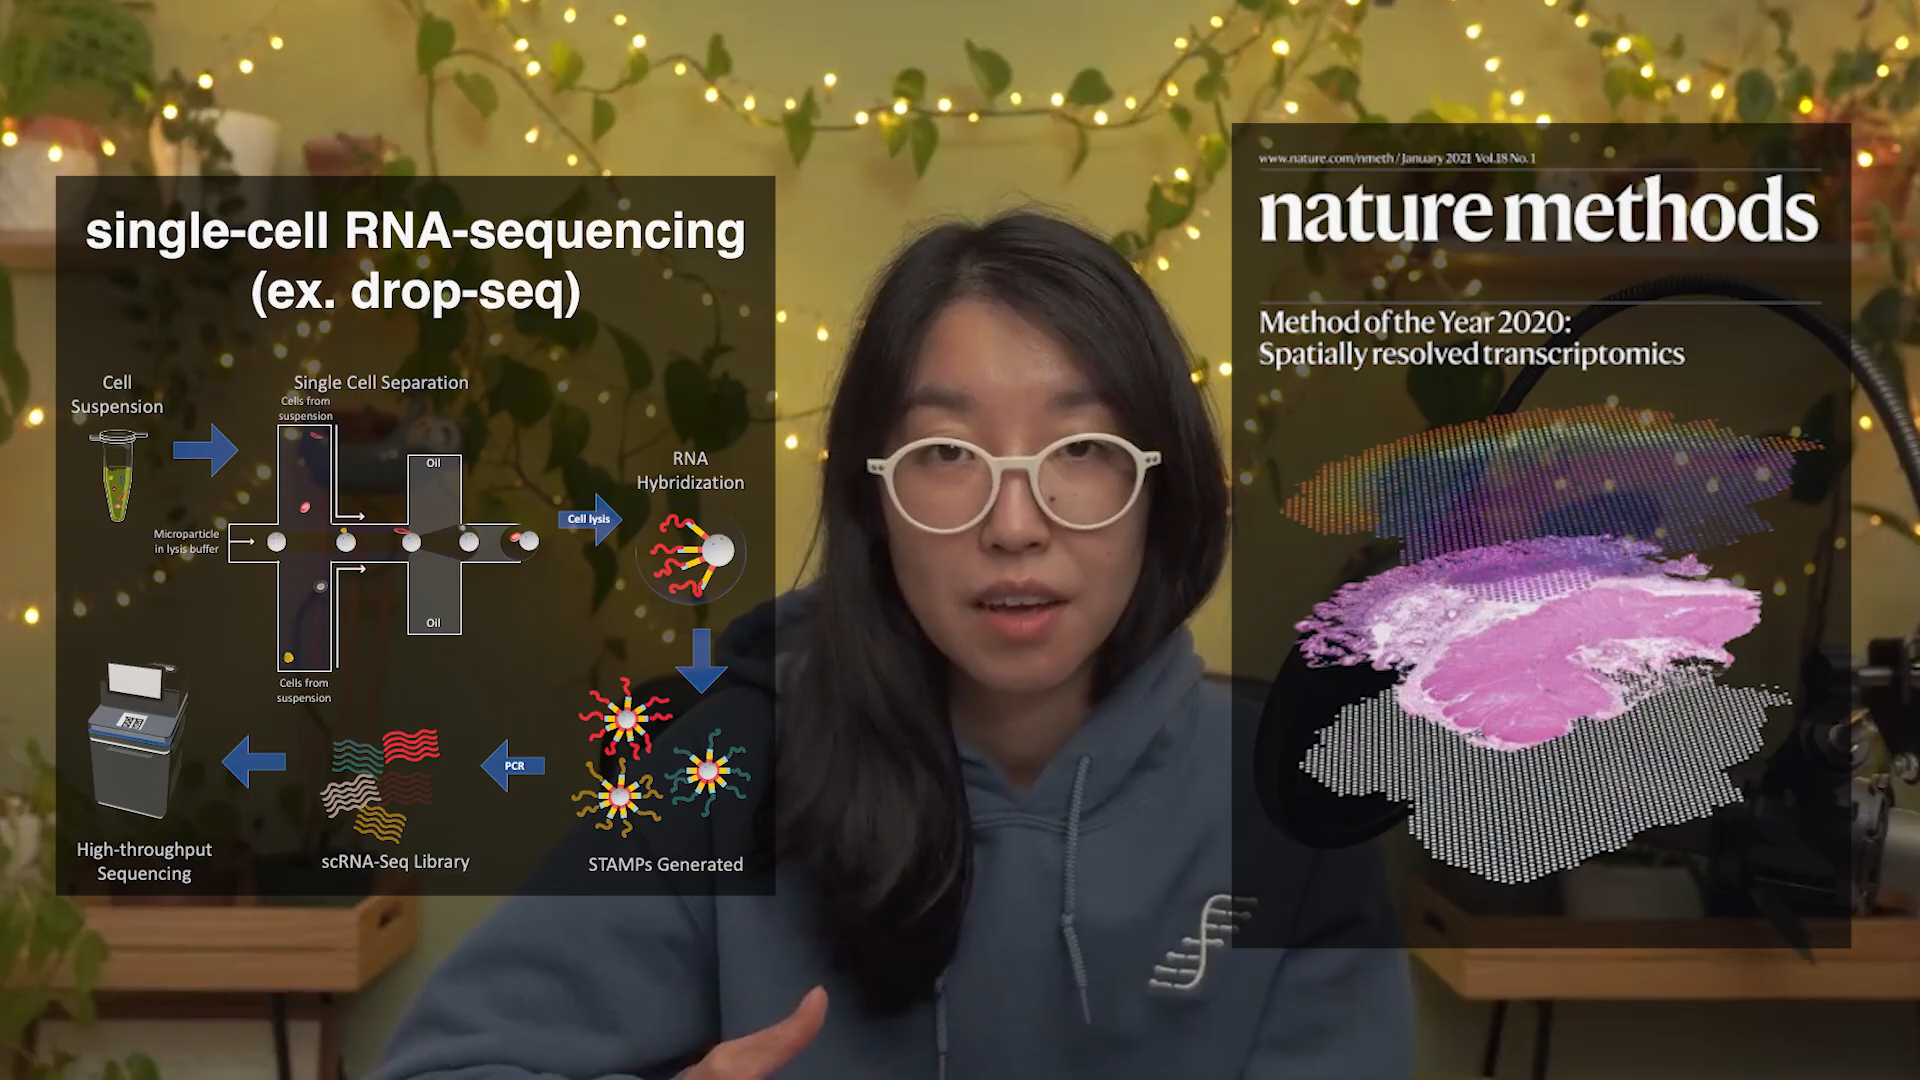 single-cell RNA-sequencing
(ex. drop-seq)
Cell
Suspension
Single Cell Separation
Cells from
suspension
Oil
Microparticle
in lysis buffer
Oil
Cells from
suspension
Cell lysis
RNA
Hybridization
STAMPs Generated
PCR
scRNA-Seq Library
High-throughput
Sequencing
www.nature.com/nmeth / January 2021 Vol.18 No. 1
nature methods
Method of the Year 2020:
Spatially resolved transcriptomics